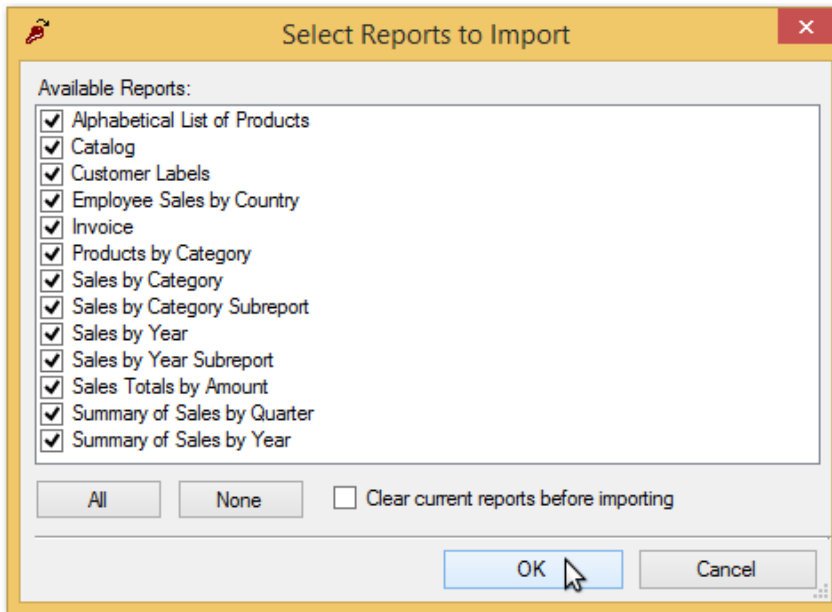 Select Reports to Import
Available Reports:
Alphabetical List of Products
Catalog
Customer Labels
Employee Sales by Country
Invoice
Products by Category
Sales by Category
Sales by Category Subreport
Sales by Year
Sales by Year Subreport
Sales Totals by Amount
Summary of Sales by Quarter
Summary of Sales by Year
All None Clear current reports before importing
OK Cancel